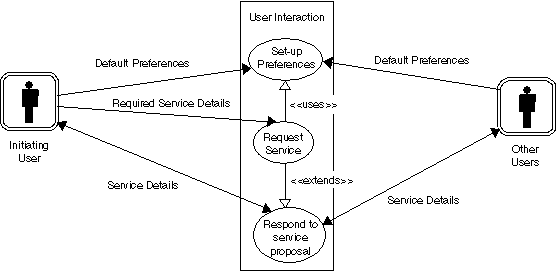 User Interaction
Set-up
Preferences
Default Preferences
Default Preferences
<<uses>>
Required Service Details
Initiating
User
Request
Service
Other
Users
<<extends>>
Service Details
Service Details
Respond to
service
proposal